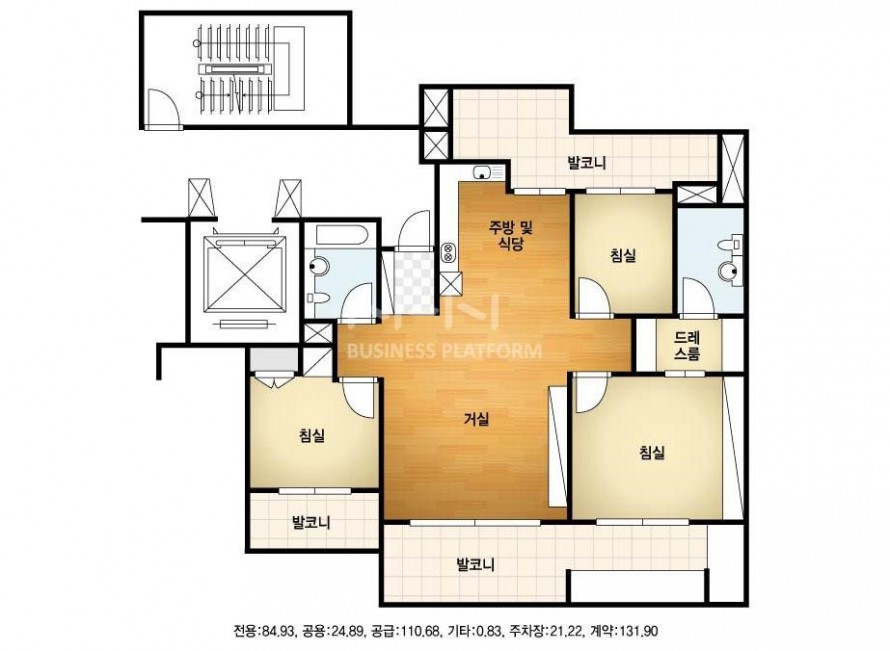 발코니
주방 및
식당
침실
드레
스룸
BUSINESS PLATFORM
거실
침실
침실
발코니
발코니
전용:84.93, 공용:24.89, 공급:110.68, 기타:0.83, 주차장:21.22, 계약:131.90